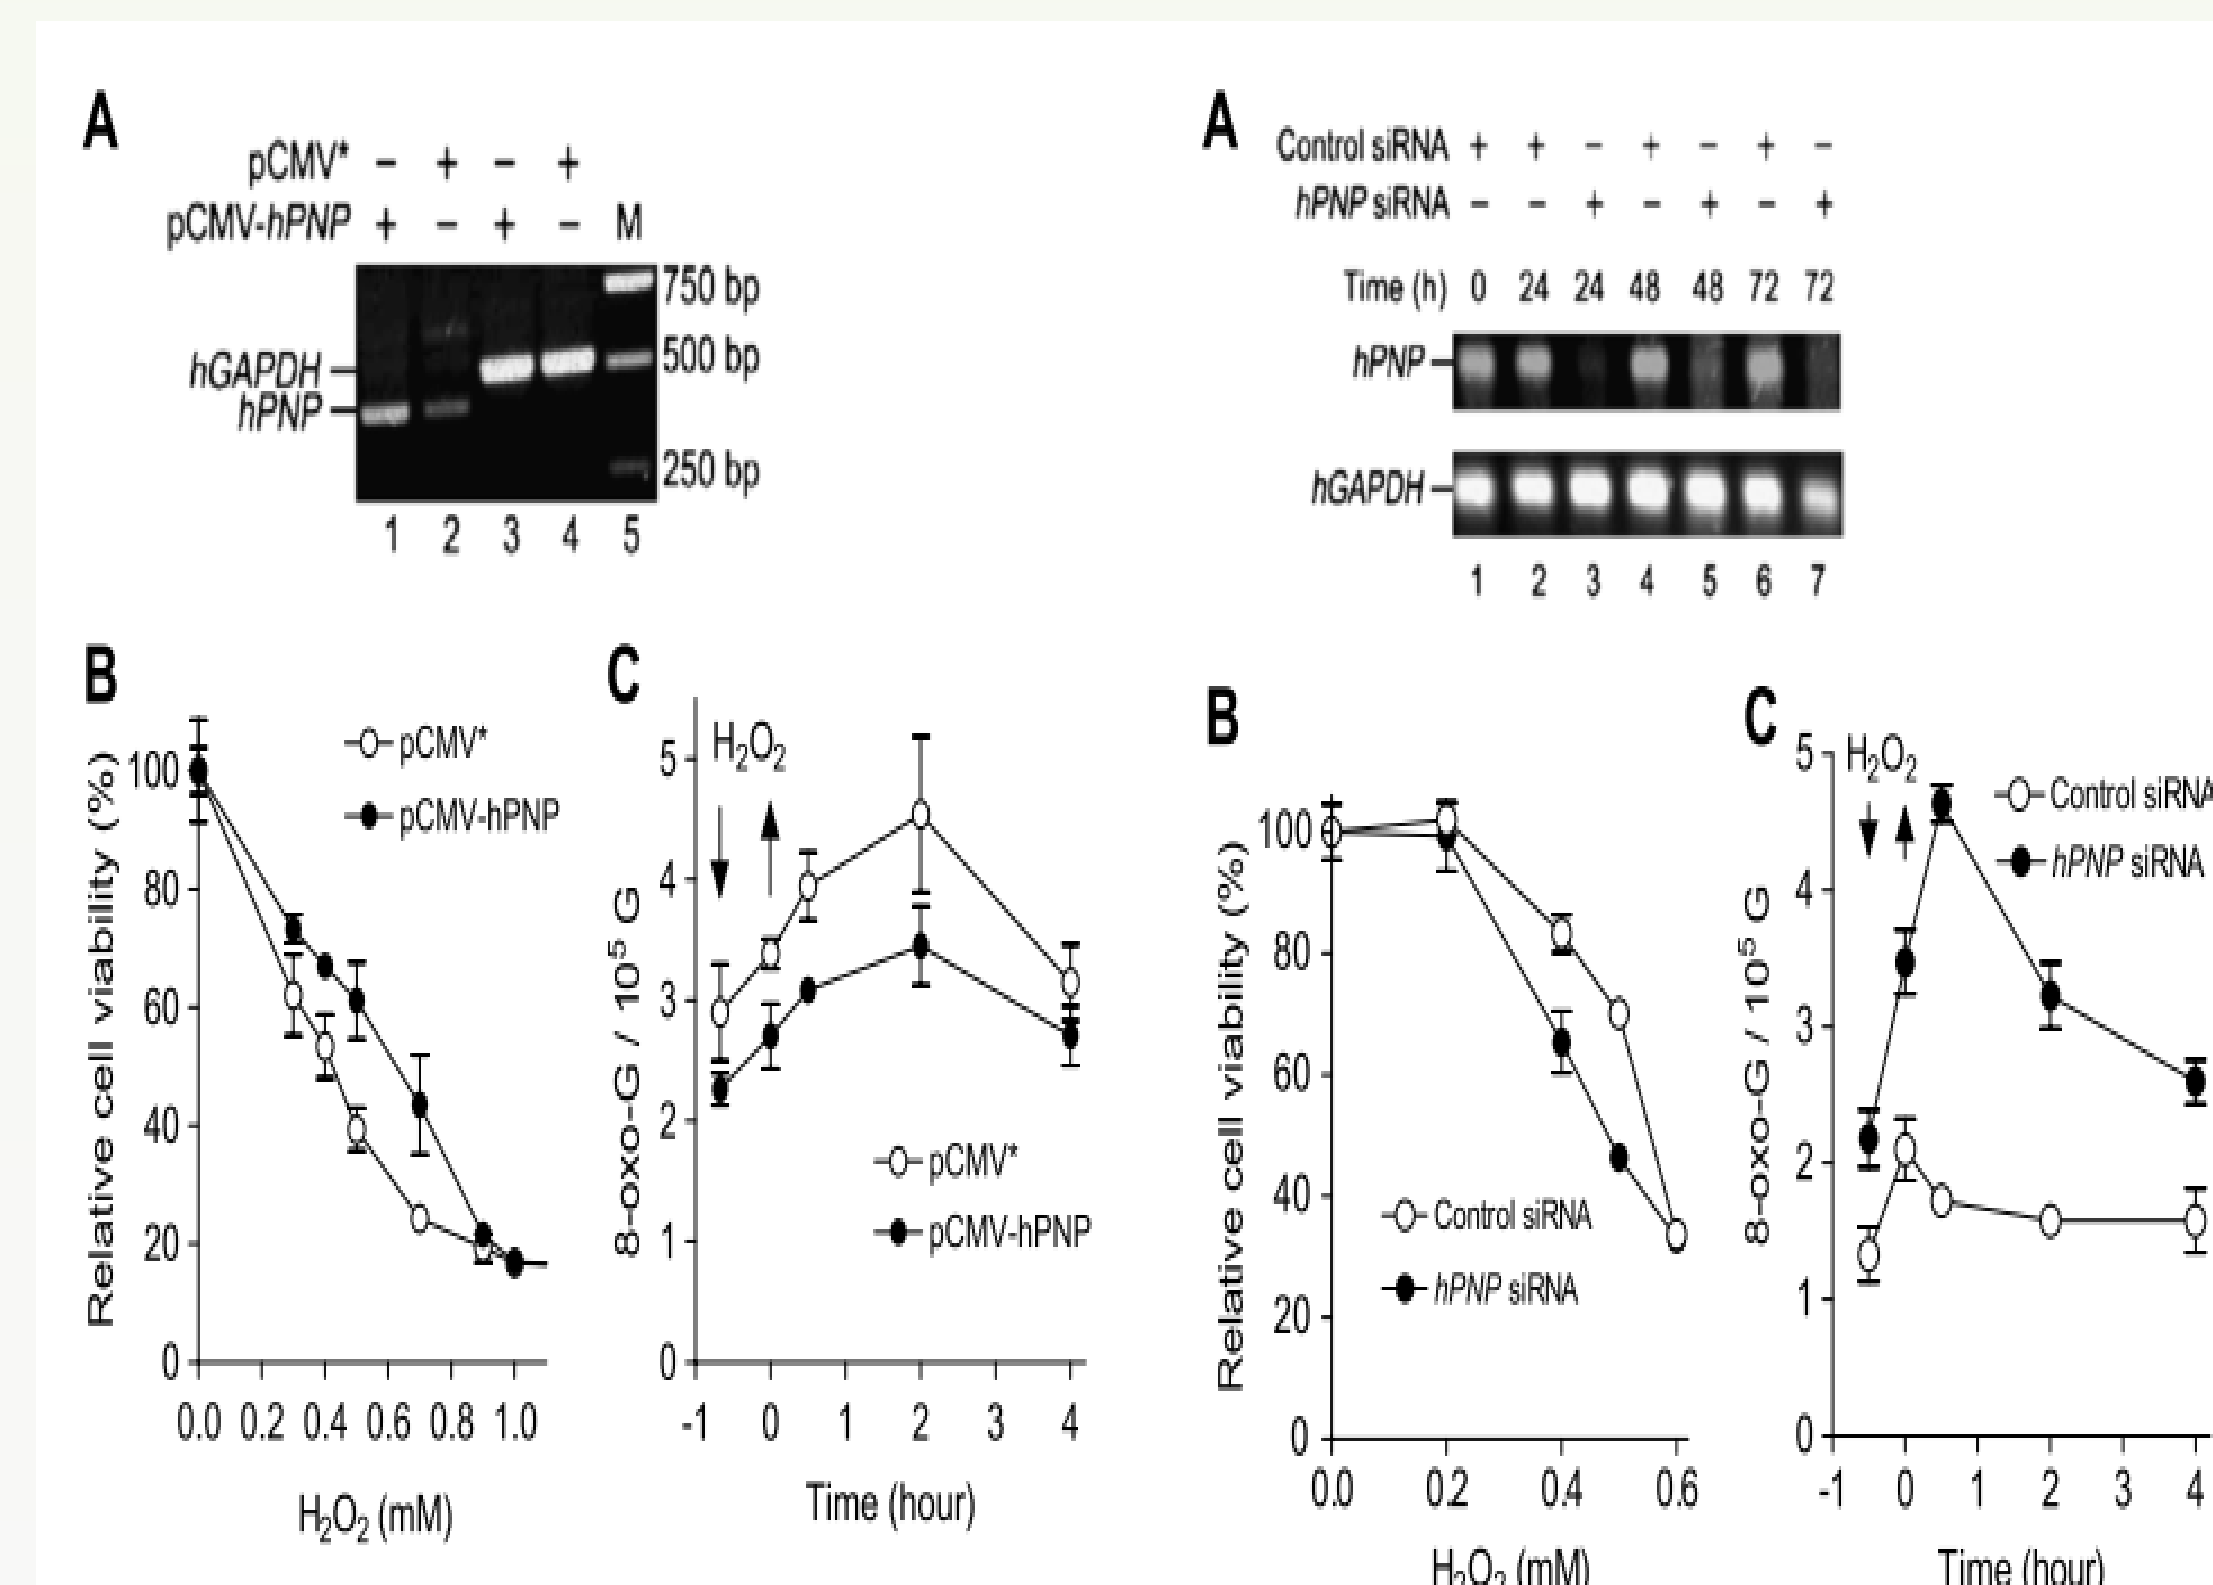 A
pCMV* - + - +
pCMV-hPNP + - + - M
750 bp
500 bp
250 bp
hGAPDH
hPNP
1 2 3 4 5
B
Relative cell viability (%)
100
80
60
40
20
0
pCMV*
pCMV-hPNP
0.0 0.2 0.4 0.6 0.8 1.0
H2O2 (mM)
C
8-oxo-G / 10^5 G
5
4
3
2
1
0
H2O2
pCMV*
pCMV-hPNP
-1 0 1 2 3 4
Time (hour)
A
Control siRNA + + - + - + -
hPNP siRNA - - + - + - +
Time (h) 0 24 24 48 48 72 72
hPNP
hGAPDH
1 2 3 4 5 6 7
B
Relative cell viability (%)
100
80
60
40
20
0
Control siRNA
hPNP siRNA
0.0 0.2 0.4 0.6
H2O2 (mM)
C
8-oxo-G / 10^5 G
5
4
3
2
1
0
H2O2
Control siRNA
hPNP siRNA
-1 0 1 2 3 4
Time (hour)